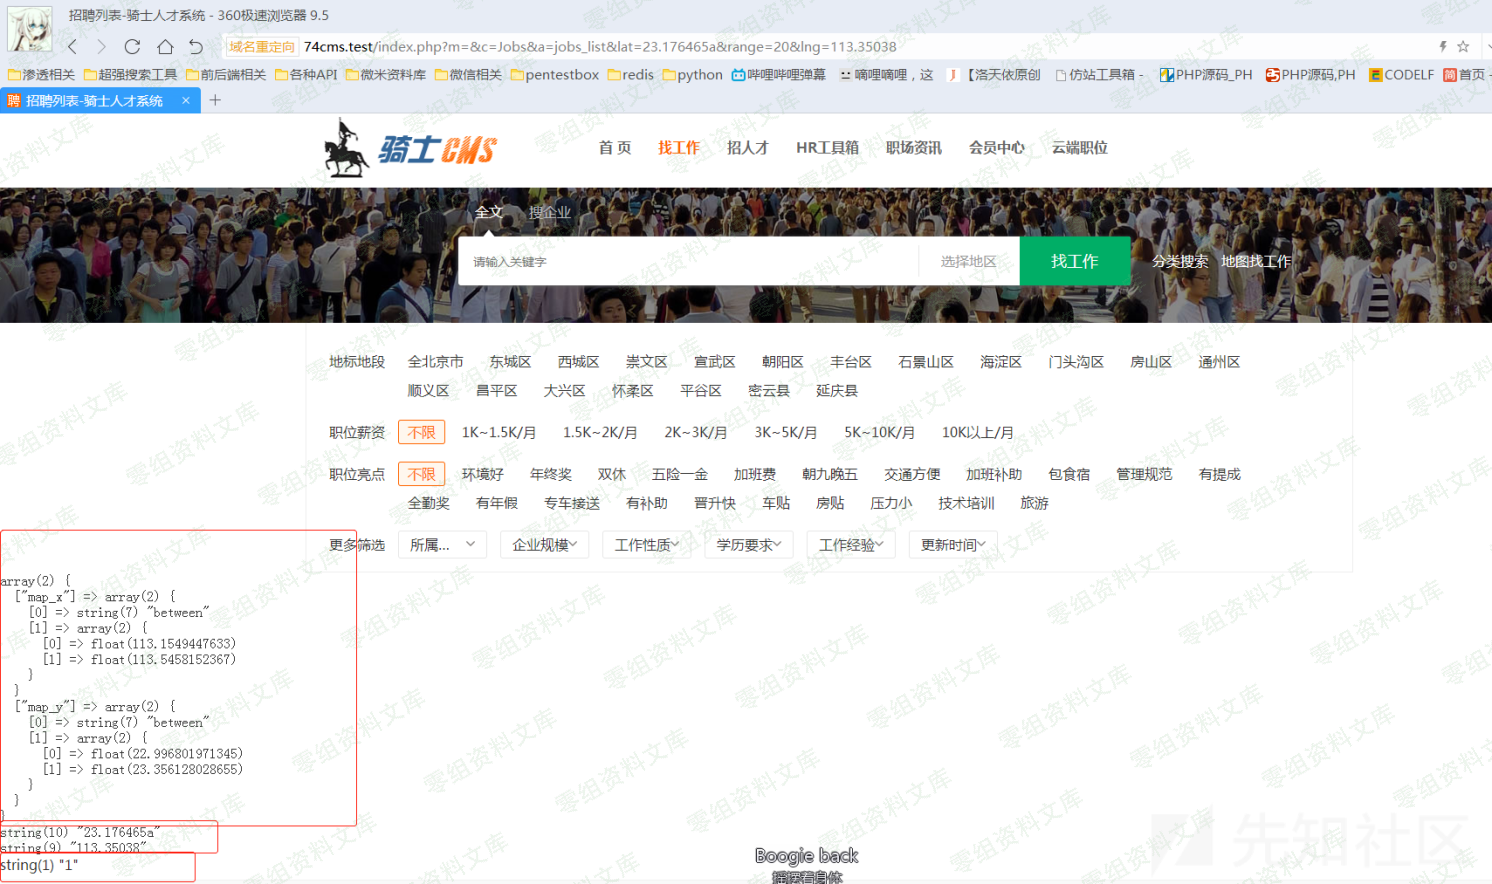 招聘列表-骑士人才系统 - 360极速浏览器 9.5
域名重定向 74cms.test/index.php?m=&c=Jobs&a=jobs_list&lat=23.176465a&range=20&lng=113.35038
渗透相关 超强搜索工具 前后端相关 各种API 微米资料库 微信相关 pentestbox redis python 哔哩哔哩弹幕 嘀哩嘀哩，这 【洛天依原创 仿站工具箱 - PHP源码_PH PHP源码,PH CODELF 首页 -
招聘列表-骑士人才系统
骑士CMS 首 页 找工作 招人才 HR工具箱 职场资讯 会员中心 云端职位
全文 搜企业
请输入关键字 选择地区 找工作 分类搜索 地图找工作
地标地段 全北京市 东城区 西城区 崇文区 宣武区 朝阳区 丰台区 石景山区 海淀区 门头沟区 房山区 通州区
顺义区 昌平区 大兴区 怀柔区 平谷区 密云县 延庆县
职位薪资 不限 1K~1.5K/月 1.5K~2K/月 2K~3K/月 3K~5K/月 5K~10K/月 10K以上/月
职位亮点 不限 环境好 年终奖 双休 五险一金 加班费 朝九晚五 交通方便 加班补助 包食宿 管理规范 有提成
全勤奖 有年假 专车接送 有补助 晋升快 车贴 房贴 压力小 技术培训 旅游
更多筛选 所属... 企业规模 工作性质 学历要求 工作经验 更新时间
array(2) {
["map_x"] => array(2) {
[0] => string(7) "between"
[1] => array(2) {
[0] => float(113.1549447633)
[1] => float(113.5458152367)
}
}
["map_y"] => array(2) {
[0] => string(7) "between"
[1] => array(2) {
[0] => float(22.996801971345)
[1] => float(23.356128028655)
}
}
}
string(10) "23.176465a"
string(9) "113.35038"
string(1) "1"
Boogie back
摇摆着身体
先知社区
零组资料文库